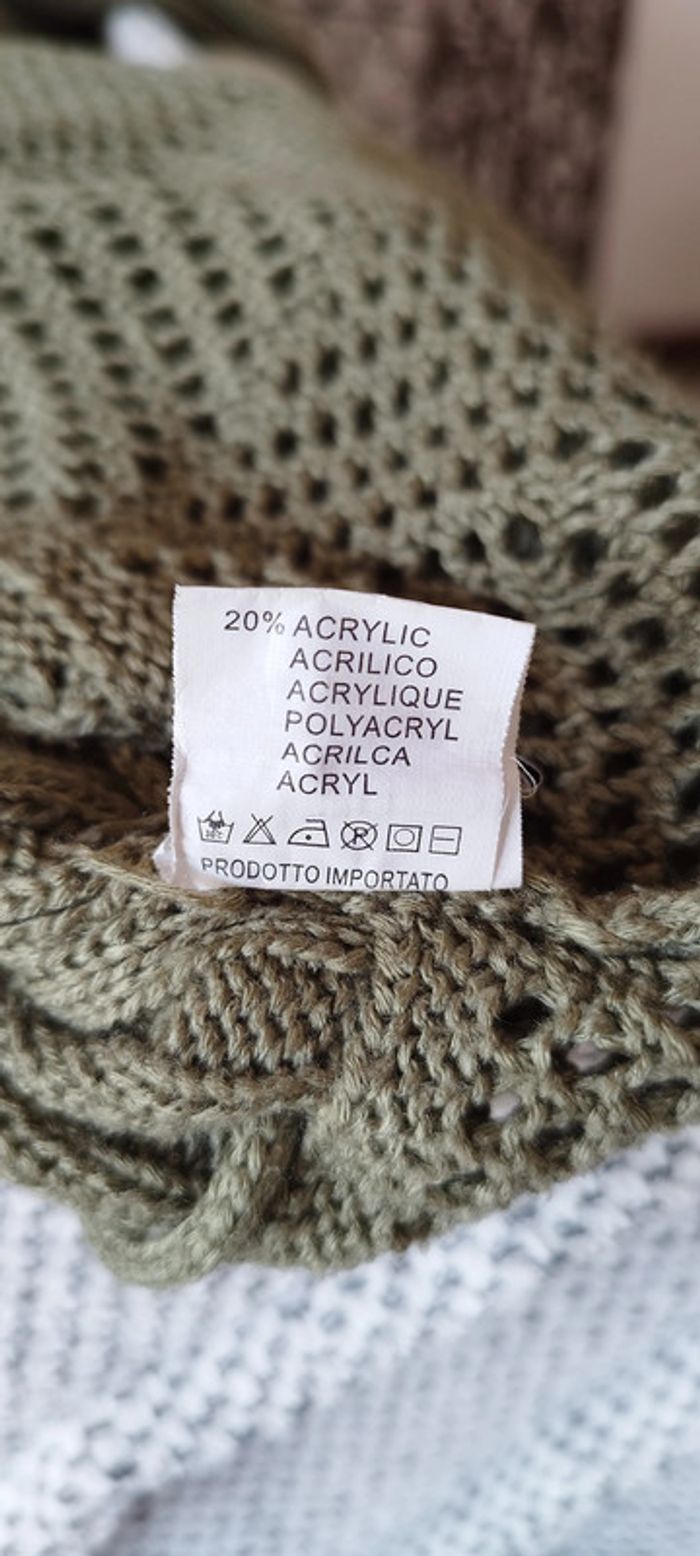 20% ACRYLIC
ACRILICO
ACRYLIQUE
POLYACRYL
ACRILCA
ACRYL
PRODOTTO IMPORTATO